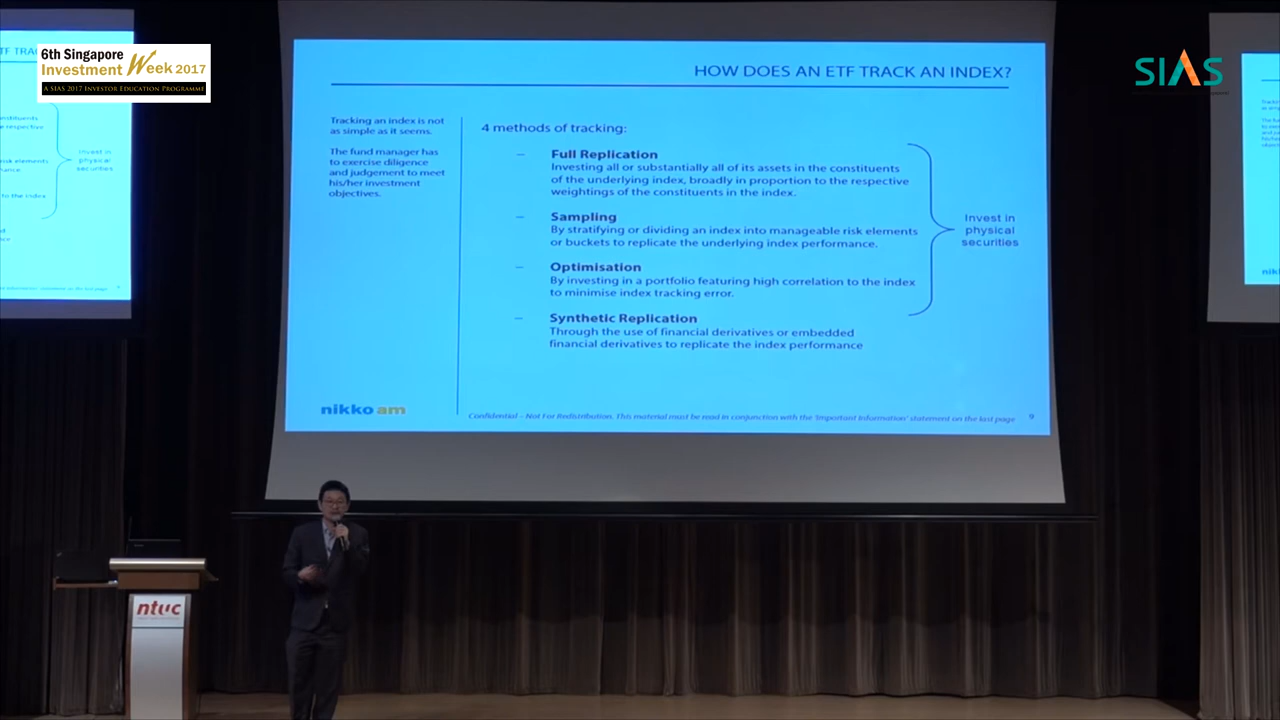 6th Singapore
Investment Week 2017
A SIAS 2017 INVESTOR EDUCATION PROGRAMME
SIAS
HOW DOES AN ETF TRACK AN INDEX?
Tracking an index is not
as simple as it seems.
The fund manager has
to exercise diligence
and judgement to meet
his/her investment
objectives.
4 methods of tracking:
– Full Replication
Investing all or substantially all of its assets in the constituents
of the underlying index, broadly in proportion to the respective
weightings of the constituents in the index.
– Sampling
By stratifying or dividing an index into manageable risk elements
or buckets to replicate the underlying index performance.
– Optimisation
By investing in a portfolio featuring high correlation to the index
to minimise index tracking error.
– Synthetic Replication
Through the use of financial derivatives or embedded
financial derivatives to replicate the index performance
Invest in
physical
securities
nikko am
Confidential – Not For Redistribution. This material must be read in conjunction with the 'Important Information' statement on the last page
9
Invest in
physical
securities
ntuc